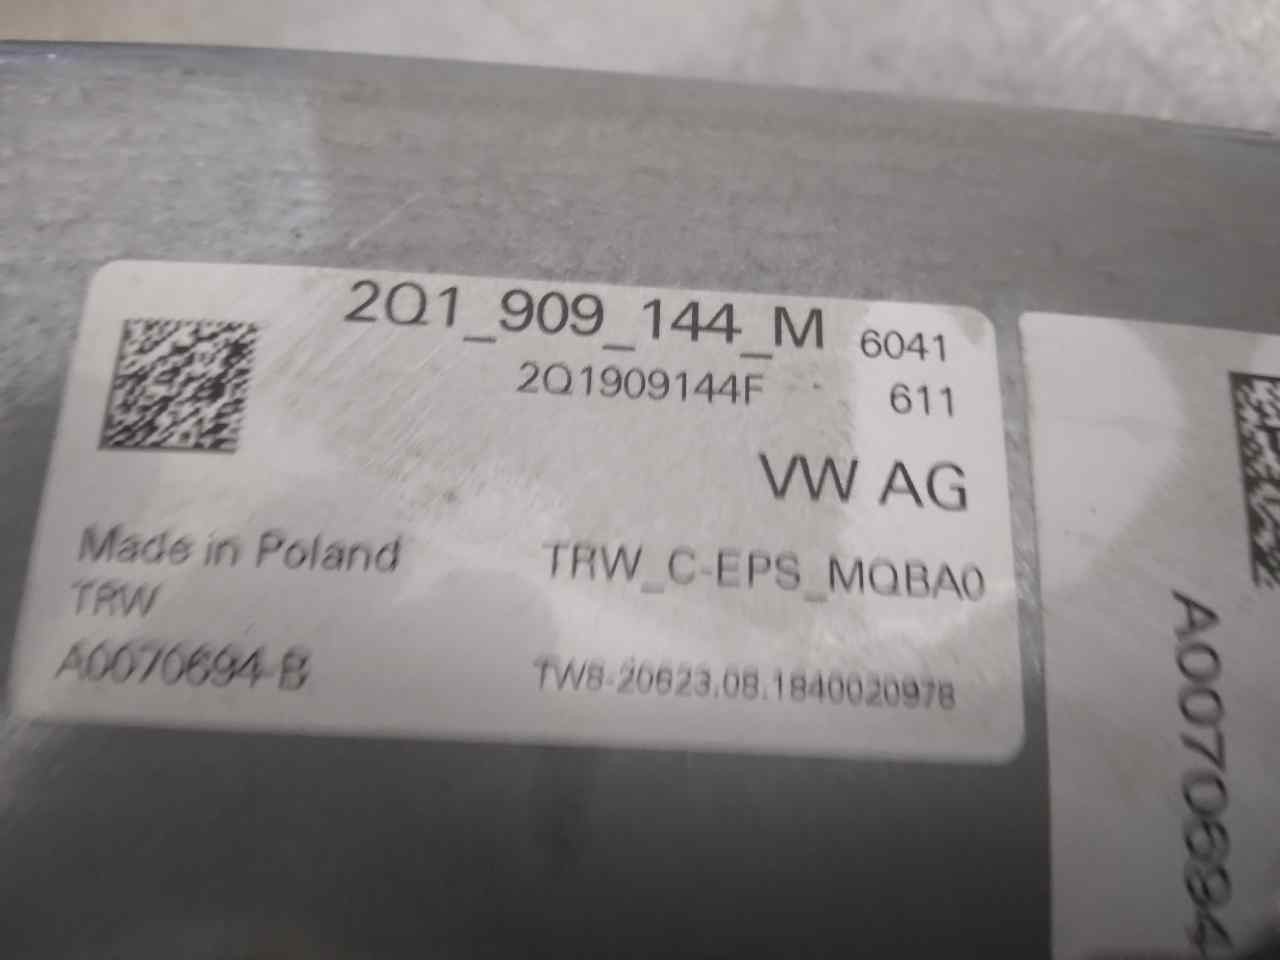 2Q1_909_144_M 6041
2Q1909144F 611
VW AG
Made in Poland TRW_C-EPS_MQBA0
TRW
A0070694-B TW8-20623.08.1840020978
A0070694